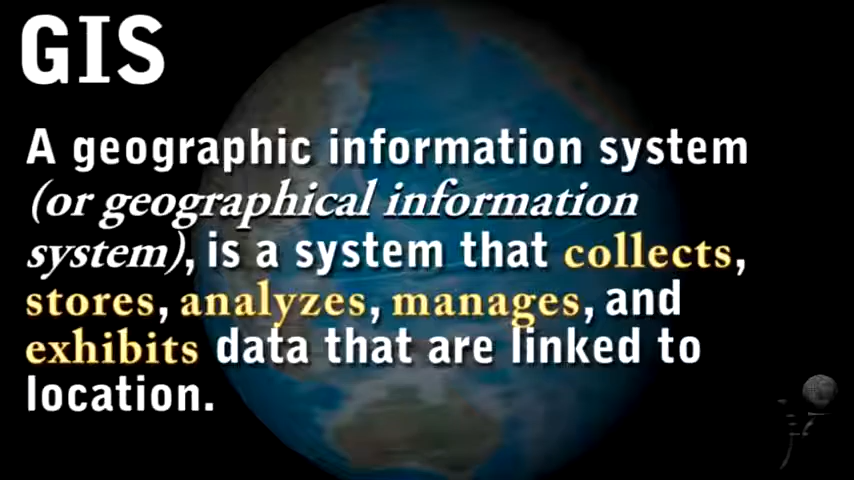 GIS
A geographic information system
(or geographical information
system), is a system that collects,
stores, analyzes, manages, and
exhibits data that are linked to
location.